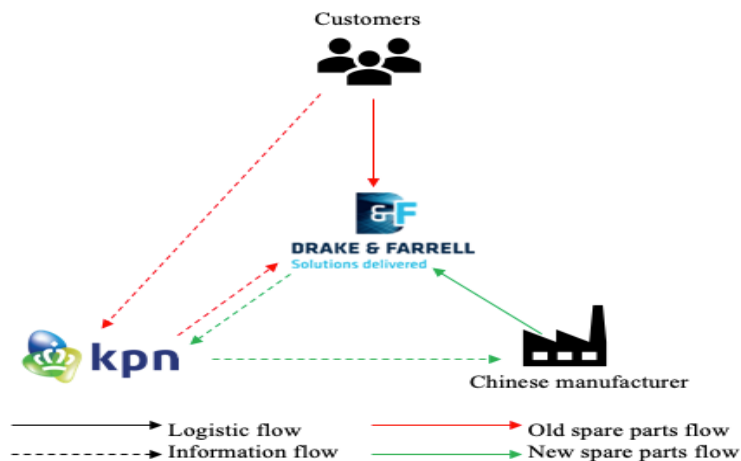 Customers
D&F
DRAKE & FARRELL
Solutions delivered
kpn
Chinese manufacturer
Logistic flow
Old spare parts flow
Information flow
New spare parts flow